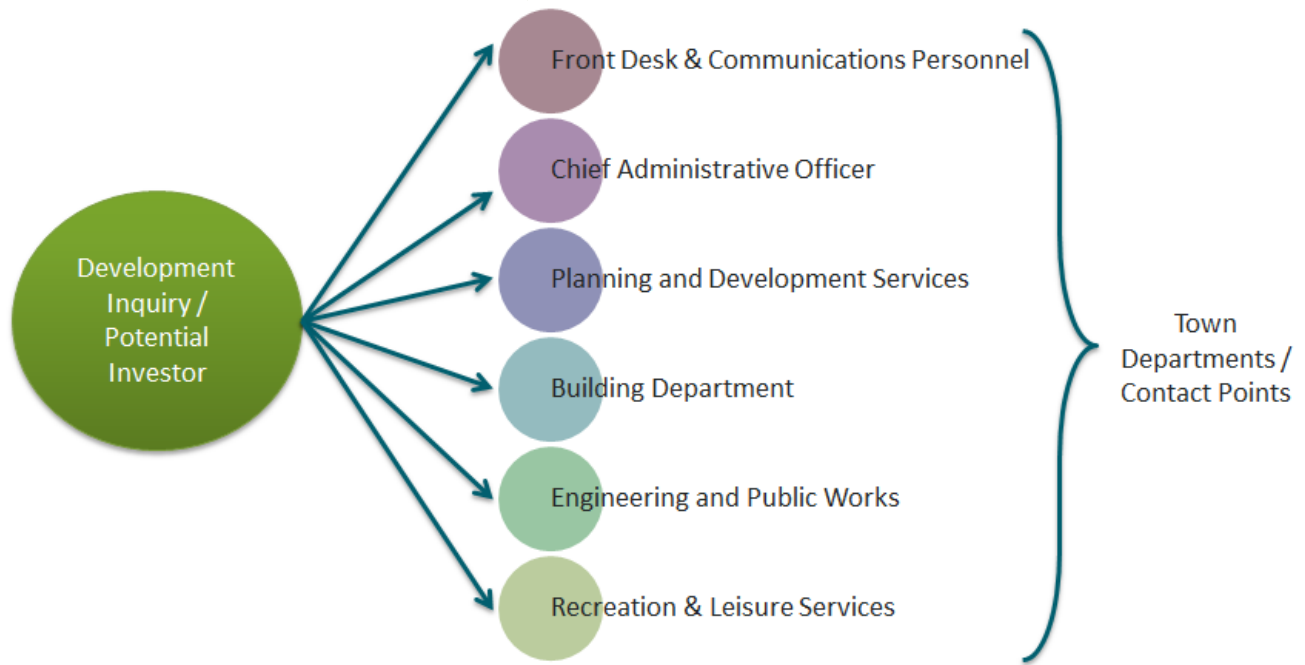 Development
Inquiry /
Potential
Investor
Front Desk & Communications Personnel
Chief Administrative Officer
Planning and Development Services
Building Department
Engineering and Public Works
Recreation & Leisure Services
Town
Departments /
Contact Points